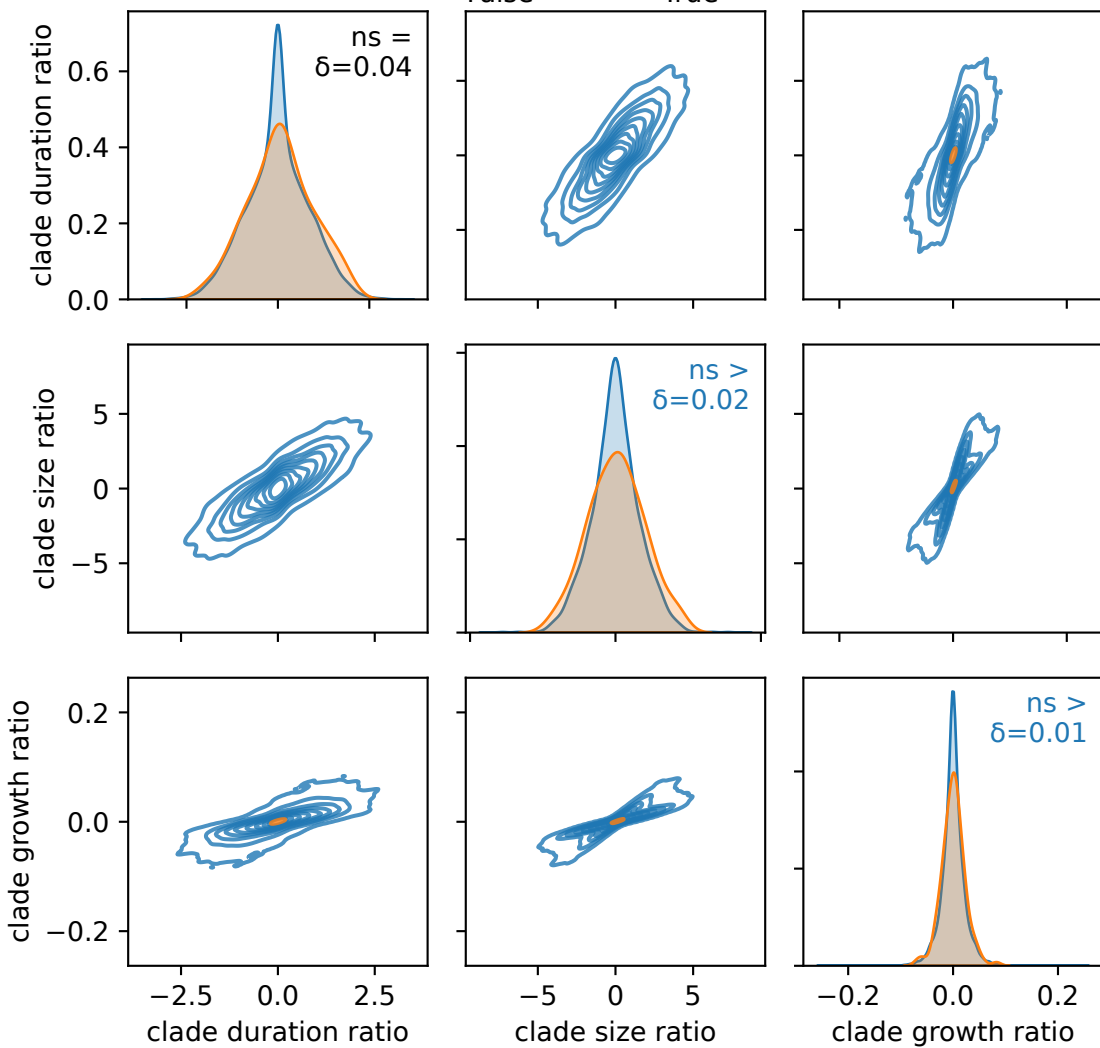 clade duration ratio
0.6
0.4
0.2
0.0
ns =
δ=0.04
clade size ratio
5
0
−5
ns >
δ=0.02
clade growth ratio
0.2
0.0
−0.2
ns >
δ=0.01
−2.5 0.0 2.5
−5 0 5
−0.2 0.0 0.2
clade duration ratio
clade size ratio
clade growth ratio